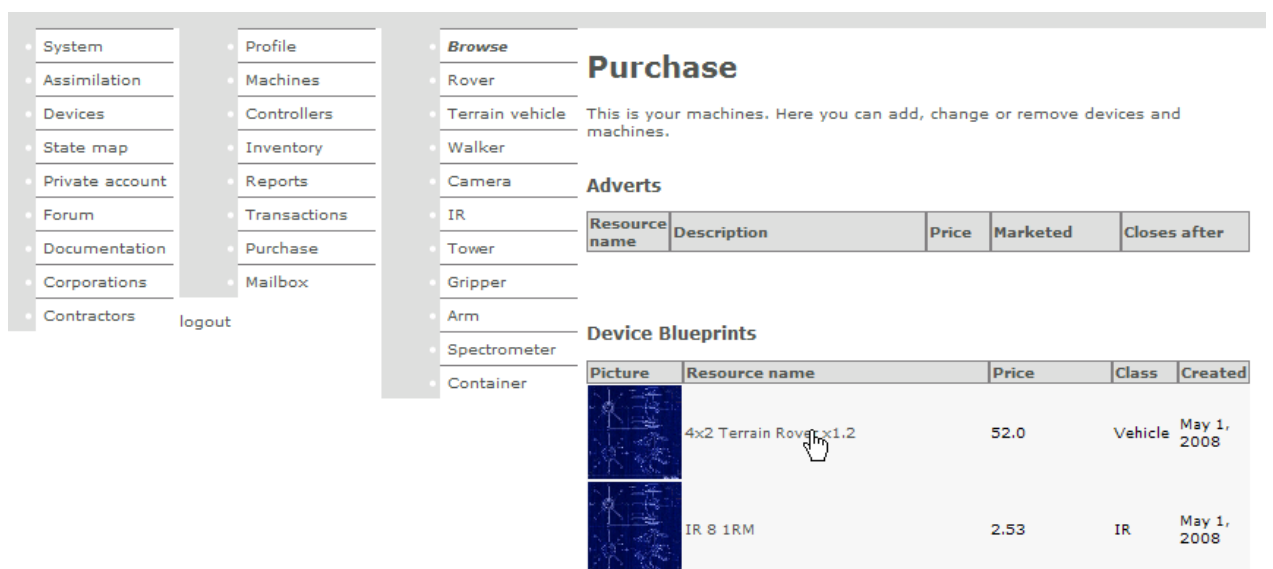 System
Assimilation
Devices
State map
Private account
Forum
Documentation
Corporations
Contractors
Profile
Machines
Controllers
Inventory
Reports
Transactions
Purchase
Mailbox
logout
Browse
Rover
Terrain vehicle
Walker
Camera
IR
Tower
Gripper
Arm
Spectrometer
Container
Purchase
This is your machines. Here you can add, change or remove devices and
machines.
Adverts
Resource
name
Description
Price
Marketed
Closes after
Device Blueprints
Picture
Resource name
Price
Class
Created
4x2 Terrain Rover x1.2
52.0
Vehicle
May 1,
2008
IR 8 1RM
2.53
IR
May 1,
2008